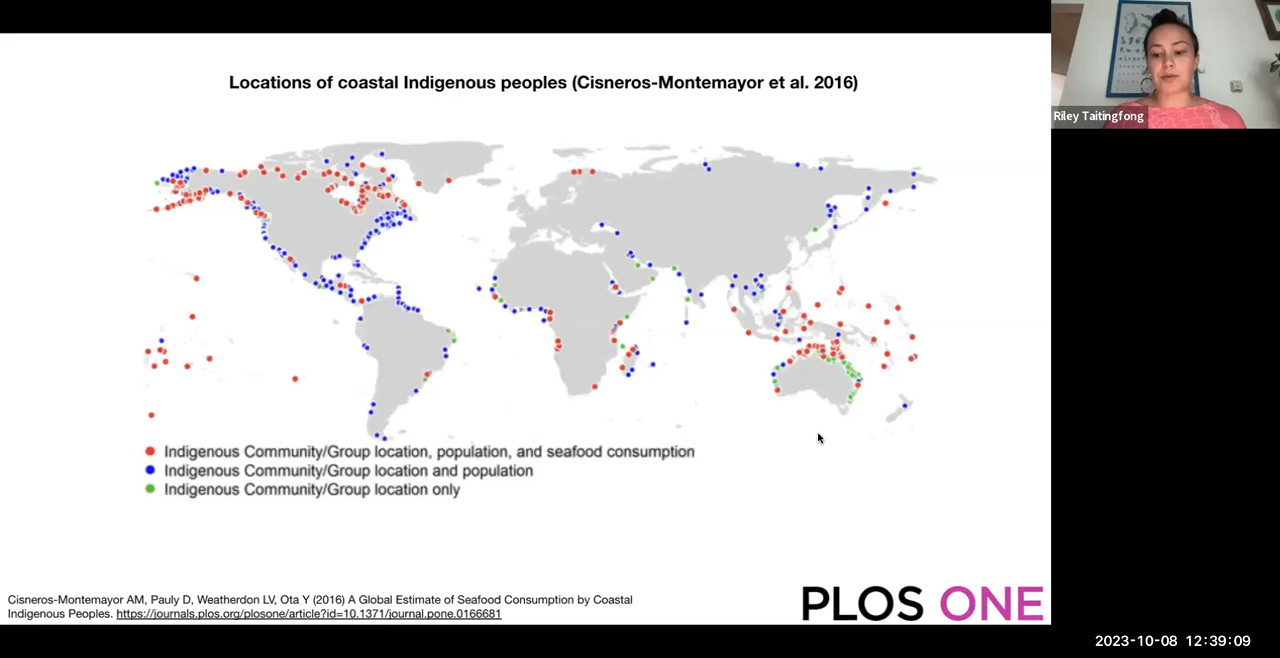 Locations of coastal Indigenous peoples (Cisneros-Montemayor et al. 2016)
Riley Taitingfong
Indigenous Community/Group location, population, and seafood consumption
Indigenous Community/Group location and population
Indigenous Community/Group location only
Cisneros-Montemayor AM, Pauly D, Weatherdon LV, Ota Y (2016) A Global Estimate of Seafood Consumption by Coastal
Indigenous Peoples. https://journals.plos.org/plosone/article?id=10.1371/journal.pone.0166681
PLOS ONE
2023-10-08 12:39:09